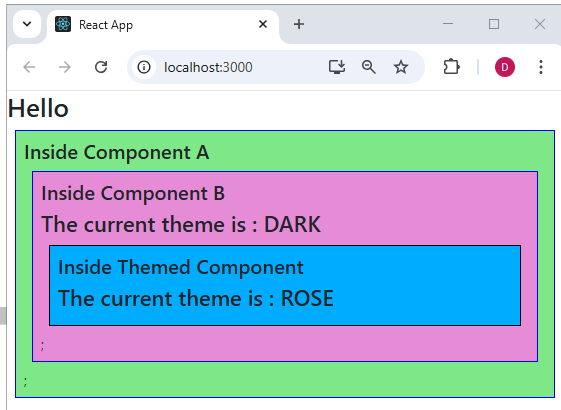 React App
localhost:3000
D
Hello
Inside Component A
Inside Component B
The current theme is : DARK
Inside Themed Component
The current theme is : ROSE
;
;